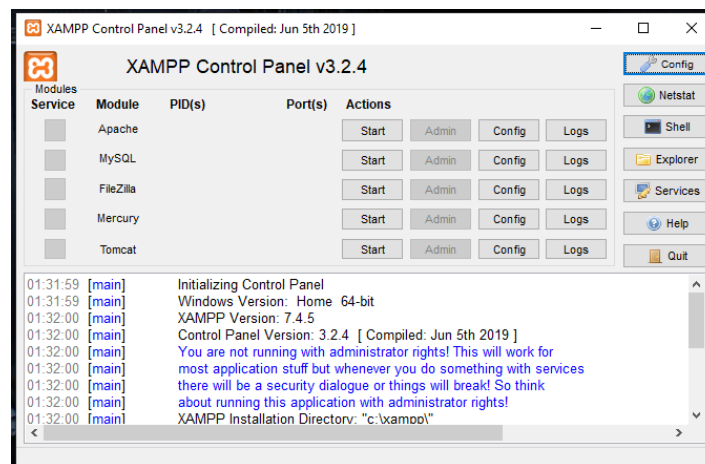 XAMPP Control Panel v3.2.4 [ Compiled: Jun 5th 2019 ]
XAMPP Control Panel v3.2.4
Config
Modules
Service Module PID(s) Port(s) Actions
Netstat
Apache Start Admin Config Logs
Shell
MySQL Start Admin Config Logs
Explorer
FileZilla Start Admin Config Logs
Services
Mercury Start Admin Config Logs
Help
Tomcat Start Admin Config Logs
Quit
01:31:59 [main] Initializing Control Panel
01:31:59 [main] Windows Version: Home 64-bit
01:32:00 [main] XAMPP Version: 7.4.5
01:32:00 [main] Control Panel Version: 3.2.4 [ Compiled: Jun 5th 2019 ]
01:32:00 [main] You are not running with administrator rights! This will work for
01:32:00 [main] most application stuff but whenever you do something with services
01:32:00 [main] there will be a security dialogue or things will break! So think
01:32:00 [main] about running this application with administrator rights!
01:32:00 [main] XAMPP Installation Directory: "c:\xampp\"